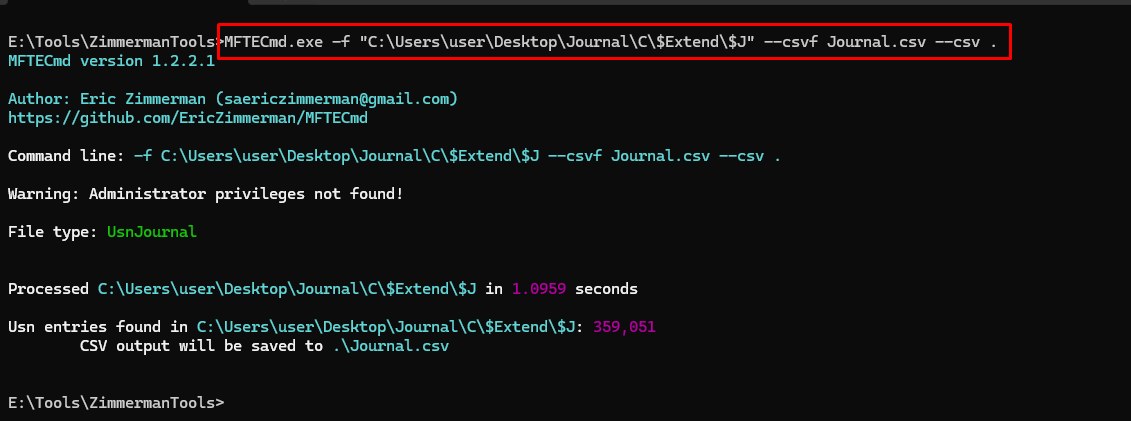 E:\Tools\ZimmermanTools>MFTECmd.exe -f "C:\Users\user\Desktop\Journal\C\$Extend\$J" --csvf Journal.csv --csv .
MFTECmd version 1.2.2.1
Author: Eric Zimmerman (saericzimmerman@gmail.com)
https://github.com/EricZimmerman/MFTECmd
Command line: -f C:\Users\user\Desktop\Journal\C\$Extend\$J --csvf Journal.csv --csv .
Warning: Administrator privileges not found!
File type: UsnJournal
Processed C:\Users\user\Desktop\Journal\C\$Extend\$J in 1.0959 seconds
Usn entries found in C:\Users\user\Desktop\Journal\C\$Extend\$J: 359,051
CSV output will be saved to .\Journal.csv
E:\Tools\ZimmermanTools>